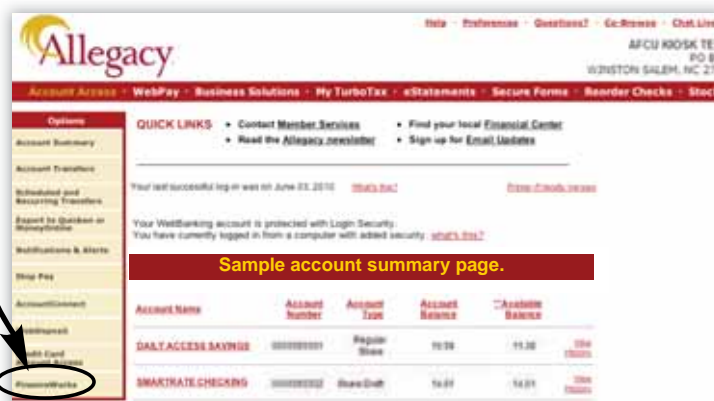 Allegacy
Help · Preferences · Questions? · Co-Browse · Chat Live
AFCU KIOSK TE
PO B
WINSTON SALEM, NC 27
Account Access · WebPay · Business Solutions · My TurboTax · eStatements · Secure Forms · Reorder Checks · Stock
Options
Account Summary
Account Transfers
Scheduled and
Recurring Transfers
Export to Quicken or
Notifications & Alerts
Stop Pay
AccountConnect
Credit Card
Account Access
FinanceWorks
QUICK LINKS
• Contact Member Services
• Find your local Financial Center
• Read the Allegacy newsletter
• Sign up for Email Updates
Your last successful log-in was on June 03, 2010 What's this?
Printer-Friendly Version
Your WebBanking account is protected with Login Security.
You have currently logged in from a computer with added security. what's this?
Sample account summary page.
Account Name
Account
Number
Account
Type
Account
Balance
**Available
Balance
DAILY ACCESS SAVINGS
Regular
Share
View
History
SMARTRATE CHECKING
Share Draft
View
History